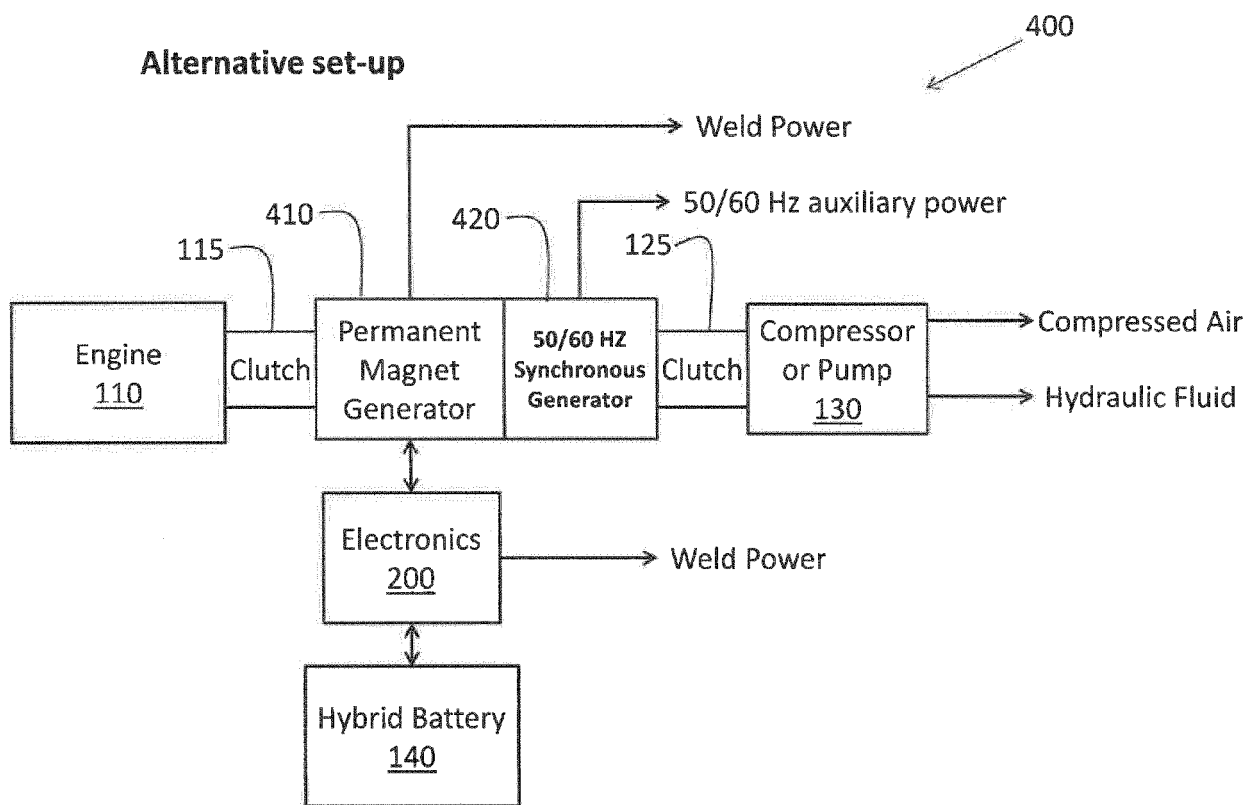 400
Alternative set-up
Weld Power
50/60 Hz auxiliary power
410
420
125
115
Engine
110
Clutch
Permanent
Magnet
Generator
50/60 HZ
Synchronous
Generator
Clutch
Compressor
or Pump
130
Compressed Air
Hydraulic Fluid
Electronics
200
Weld Power
Hybrid Battery
140